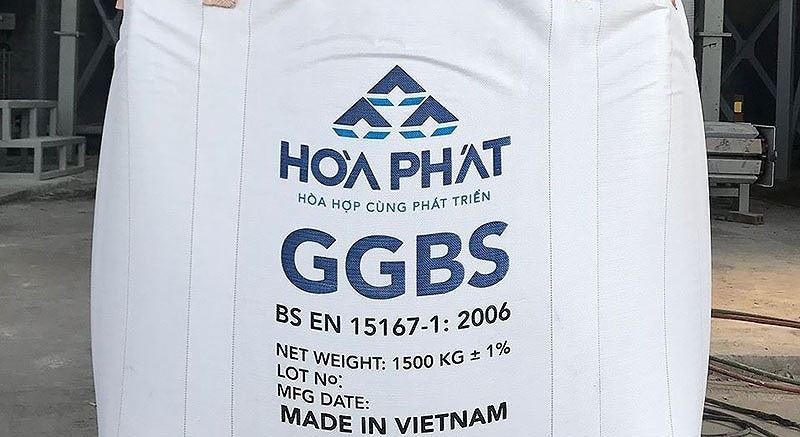 HÒA PHÁT
HÒA HỢP CÙNG PHÁT TRIỂN
GGBS
BS EN 15167-1: 2006
NET WEIGHT: 1500 KG ± 1%
LOT Nº:
MFG DATE:
MADE IN VIETNAM